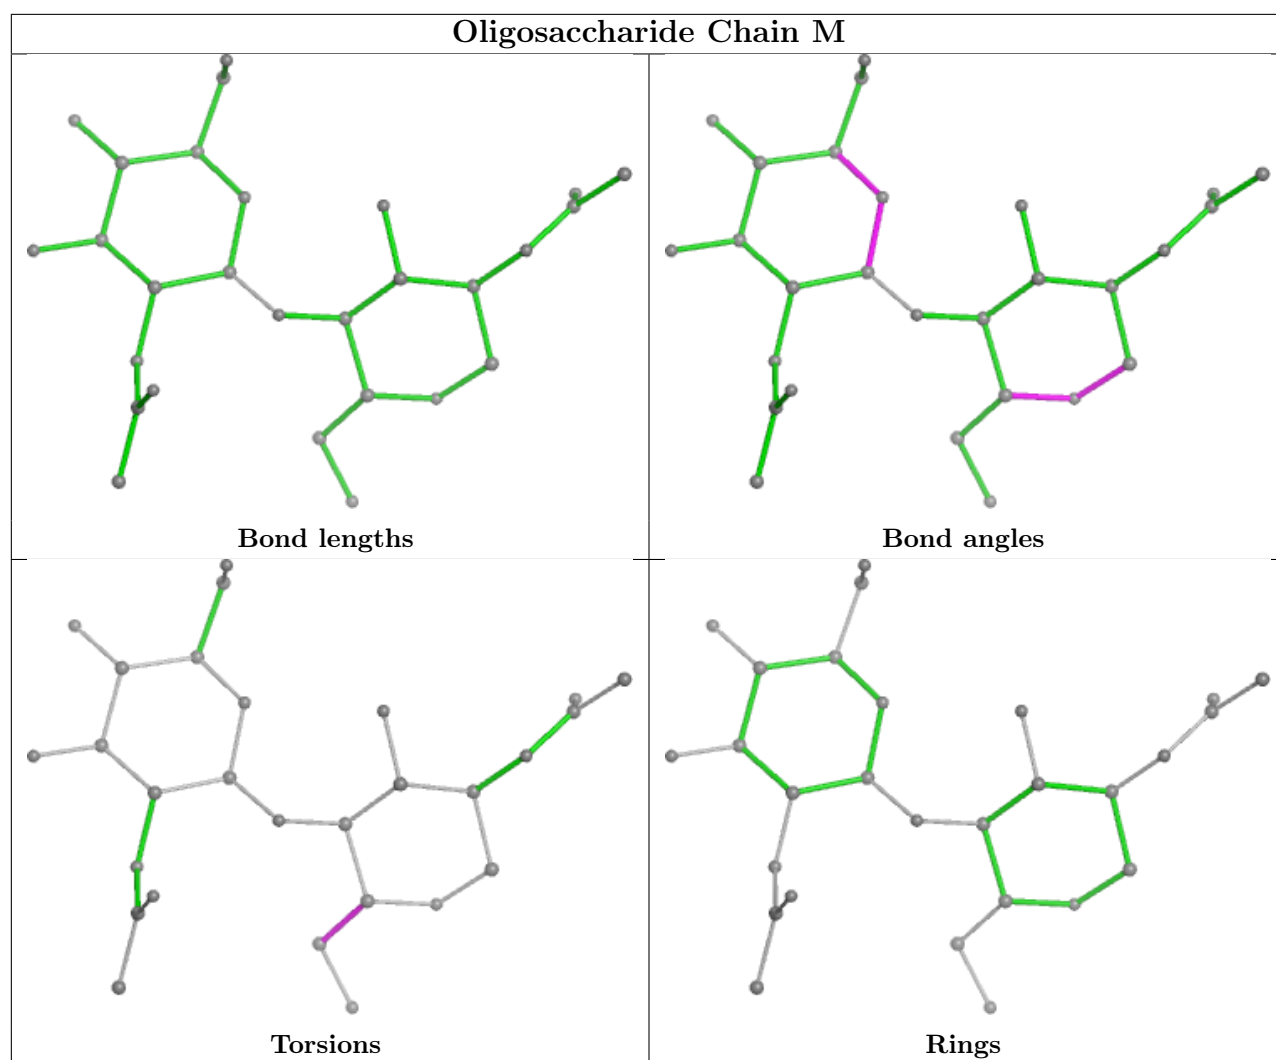 Oligosaccharide Chain M
Bond lengths
Bond angles
Torsions
Rings